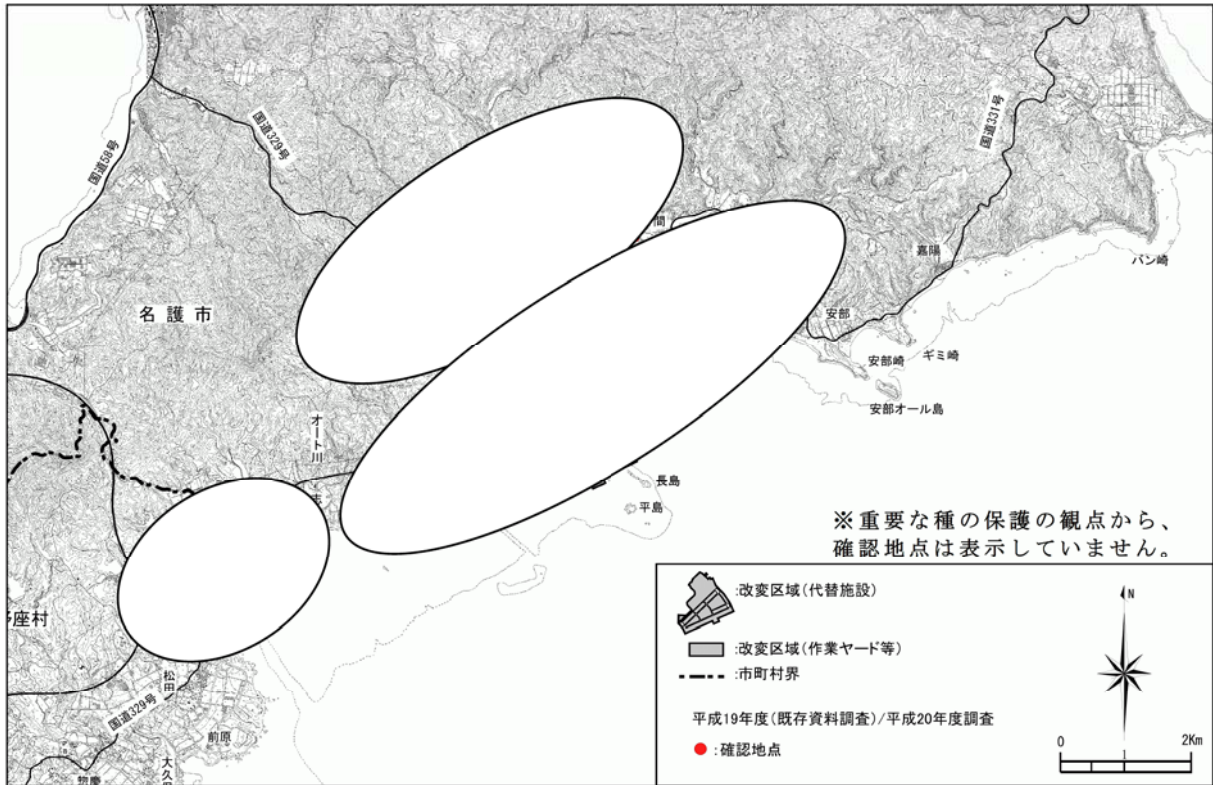 国道58号
国道329号
国道331号
間
嘉陽
バン崎
名護市
安部
安部崎
ギミ崎
安部オール島
オート川
志
長島
平島
※重要な種の保護の観点から、
確認地点は表示していません。
座村
松田
国道329号
前原
大久
惣慶
:改変区域(代替施設)
:改変区域(作業ヤード等)
:市町村界
平成19年度(既存資料調査)/平成20年度調査
:確認地点
N
0 1 2Km